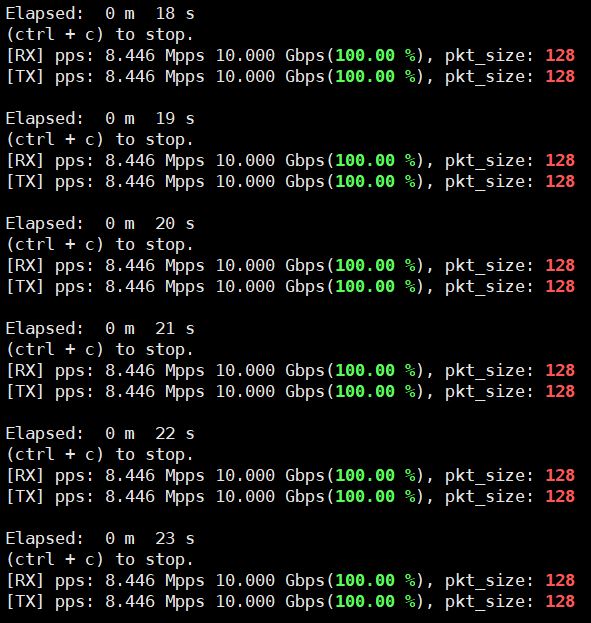 Elapsed:  0 m  18 s
(ctrl + c) to stop.
[RX] pps: 8.446 Mpps 10.000 Gbps(100.00 %), pkt_size: 128
[TX] pps: 8.446 Mpps 10.000 Gbps(100.00 %), pkt_size: 128
Elapsed:  0 m  19 s
(ctrl + c) to stop.
[RX] pps: 8.446 Mpps 10.000 Gbps(100.00 %), pkt_size: 128
[TX] pps: 8.446 Mpps 10.000 Gbps(100.00 %), pkt_size: 128
Elapsed:  0 m  20 s
(ctrl + c) to stop.
[RX] pps: 8.446 Mpps 10.000 Gbps(100.00 %), pkt_size: 128
[TX] pps: 8.446 Mpps 10.000 Gbps(100.00 %), pkt_size: 128
Elapsed:  0 m  21 s
(ctrl + c) to stop.
[RX] pps: 8.446 Mpps 10.000 Gbps(100.00 %), pkt_size: 128
[TX] pps: 8.446 Mpps 10.000 Gbps(100.00 %), pkt_size: 128
Elapsed:  0 m  22 s
(ctrl + c) to stop.
[RX] pps: 8.446 Mpps 10.000 Gbps(100.00 %), pkt_size: 128
[TX] pps: 8.446 Mpps 10.000 Gbps(100.00 %), pkt_size: 128
Elapsed:  0 m  23 s
(ctrl + c) to stop.
[RX] pps: 8.446 Mpps 10.000 Gbps(100.00 %), pkt_size: 128
[TX] pps: 8.446 Mpps 10.000 Gbps(100.00 %), pkt_size: 128